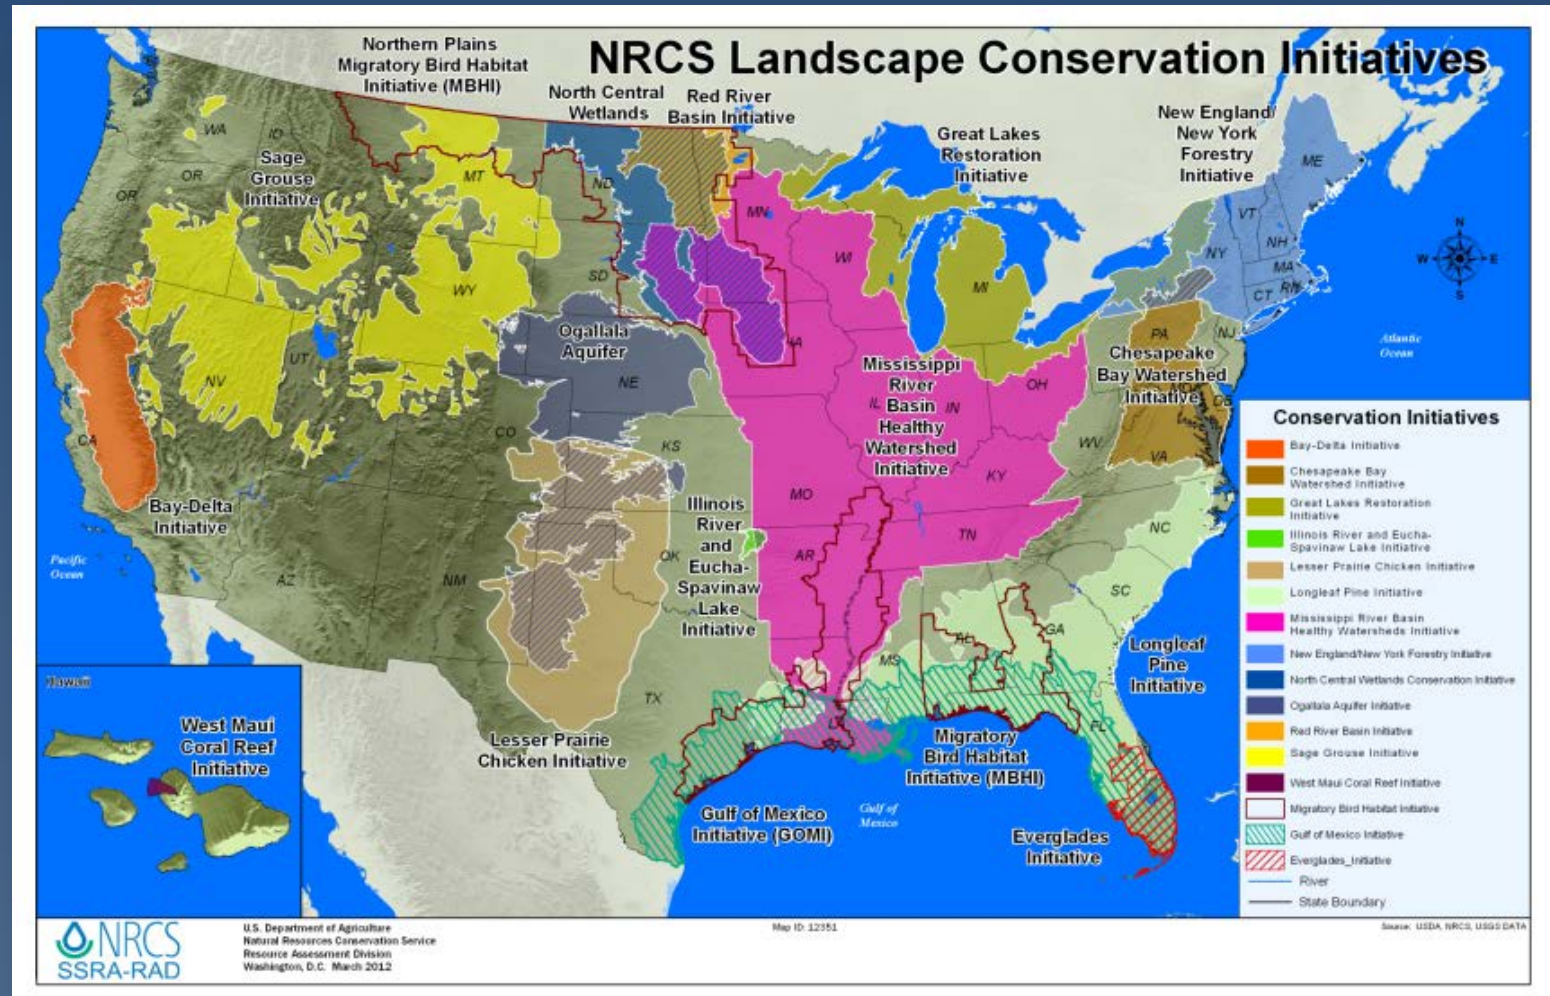 NRCS Landscape Conservation Initiatives
Northern Plains
Migratory Bird Habitat
Initiative (MBHI)
North Central
Wetlands
Red River
Basin Initiative
Great Lakes
Restoration
Initiative
New England/
New York
Forestry
Initiative
Sage
Grouse
Initiative
Ogallala
Aquifer
Mississippi
River
Basin
Healthy
Watershed
Initiative
Chesapeake
Bay Watershed
Initiative
Bay-Delta
Initiative
Illinois
River
and
Eucha-
Spavinaw
Lake
Initiative
Longleaf
Pine
Initiative
Lesser Prairie
Chicken Initiative
Migratory
Bird Habitat
Initiative (MBHI)
Gulf of Mexico
Initiative (GOMI)
Everglades
Initiative
Hawaii
West Maui
Coral Reef
Initiative
WA
ID
OR
OR
MT
ND
MN
WI
MI
ME
VT
NH
NY
MA
CT
RI
SD
WY
IA
PA
NJ
NV
UT
NE
IL
IN
OH
MD
DE
CA
CO
KS
MO
KY
WV
VA
AZ
NM
OK
AR
TN
NC
SC
TX
LA
MS
AL
GA
FL
Pacific
Ocean
Atlantic
Ocean
Gulf of
Mexico
N
W
E
S
Conservation Initiatives
Bay-Delta Initiative
Chesapeake Bay
Watershed Initiative
Great Lakes Restoration
Initiative
Illinois River and Eucha-
Spavinaw Lake Initiative
Lesser Prairie Chicken Initiative
Longleaf Pine Initiative
Mississippi River Basin
Healthy Watersheds Initiative
New England/New York Forestry Initiative
North Central Wetlands Conservation Initiative
Ogallala Aquifer Initiative
Red River Basin Initiative
Sage Grouse Initiative
West Maui Coral Reef Initiative
Migratory Bird Habitat Initiative
Gulf of Mexico Initiative
Everglades_Initiative
River
State Boundary
NRCS
SSRA-RAD
U.S. Department of Agriculture
Natural Resources Conservation Service
Resource Assessment Division
Washington, D.C. March 2012
Map ID: 12351
Source: USDA, NRCS, USGS DATA